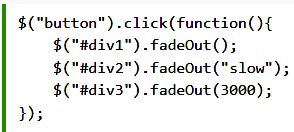 $("button").click(function(){
    $("#div1").fadeOut();
    $("#div2").fadeOut("slow");
    $("#div3").fadeOut(3000);
});